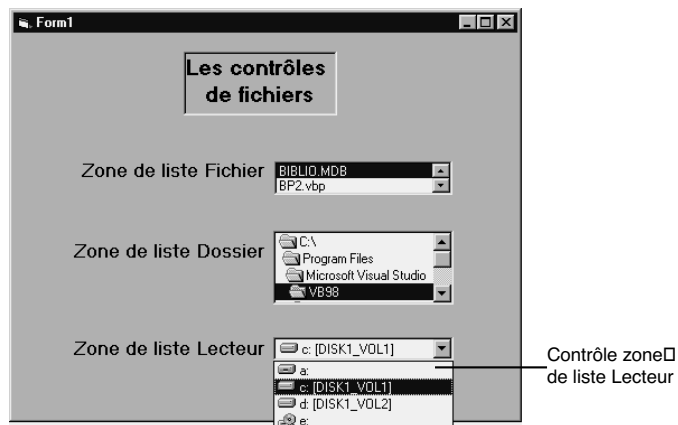 Form1
Les contrôles
de fichiers
Zone de liste Fichier
BIBLIO.MDB
BP2.vbp
Zone de liste Dossier
C:\
Program Files
Microsoft Visual Studio
VB98
Zone de liste Lecteur
c: [DISK1_VOL1]
a:
c: [DISK1_VOL1]
d: [DISK1_VOL2]
e:
Contrôle zone
de liste Lecteur